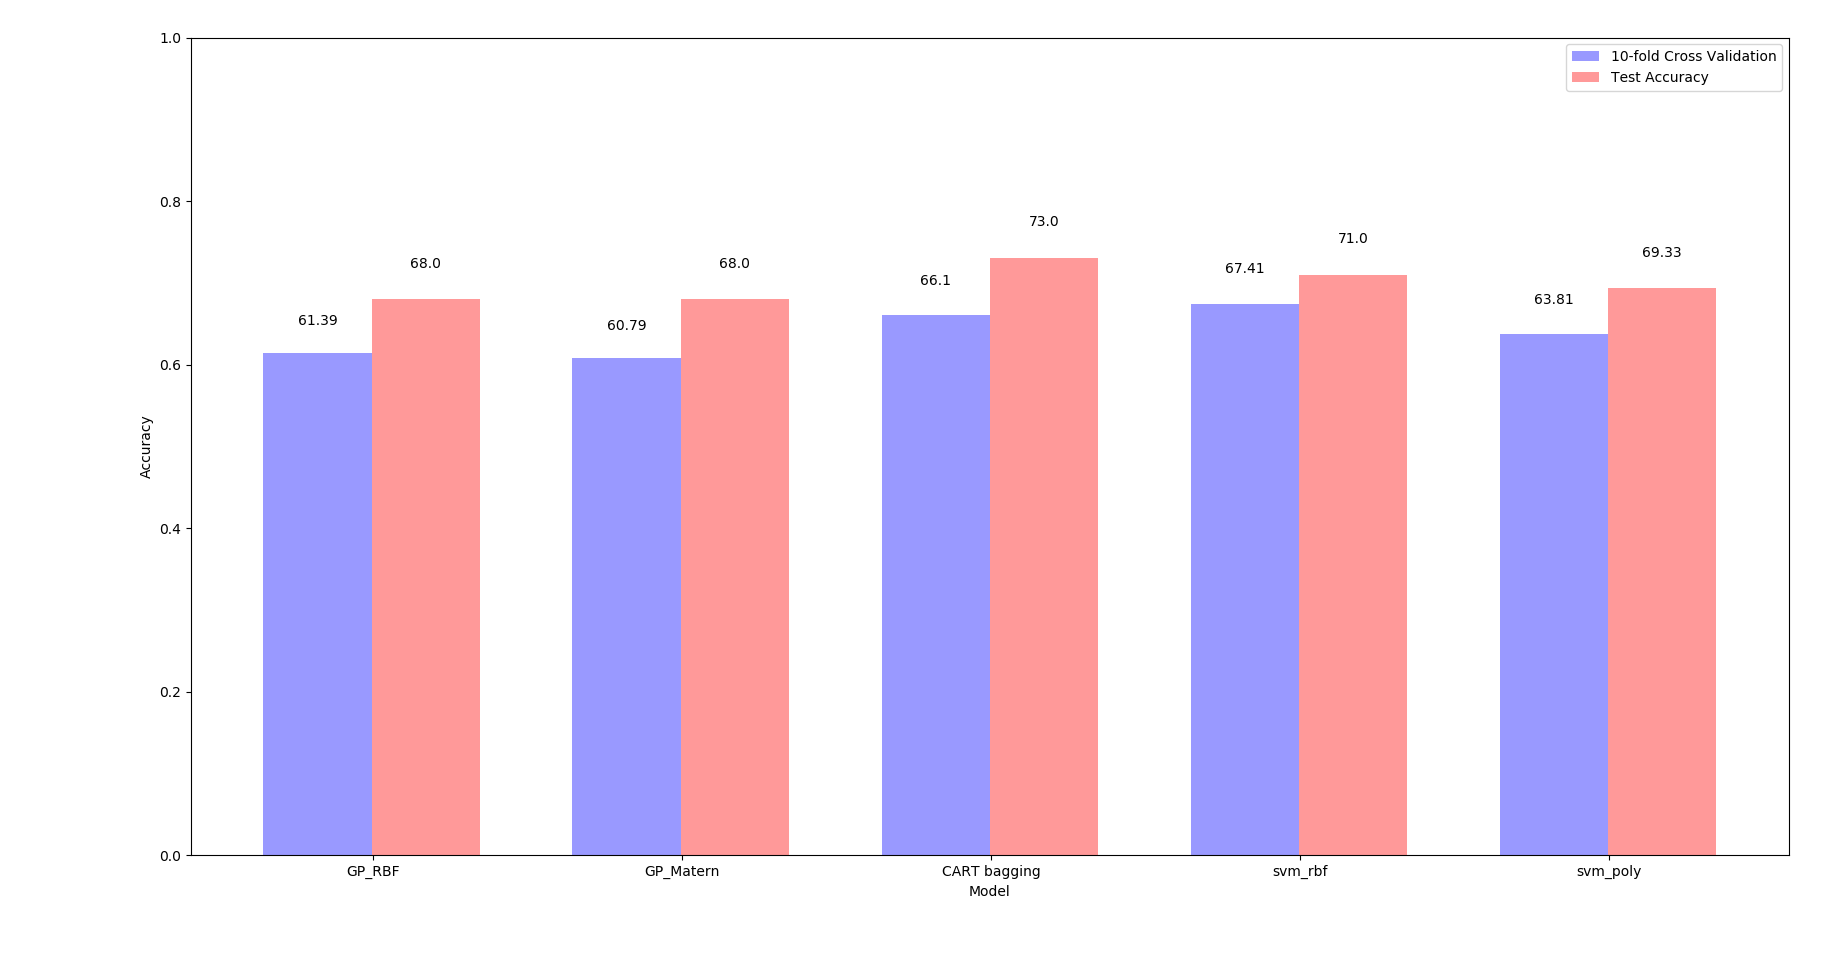 1.0
10-fold Cross Validation
Test Accuracy
0.8
73.0
71.0
69.33
68.0
68.0
66.1
67.41
63.81
61.39
60.79
0.6
Accuracy
0.4
0.2
0.0
GP_RBF
GP_Matern
CART bagging
svm_rbf
svm_poly
Model